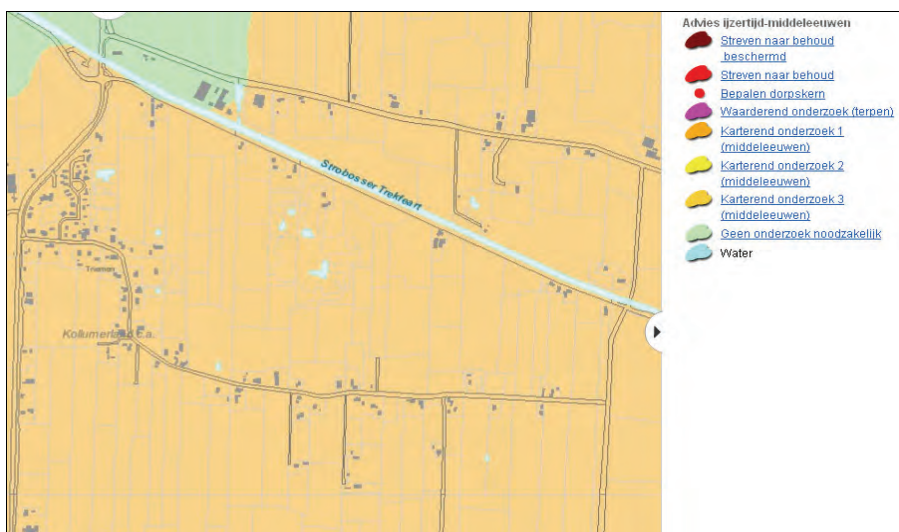 Advies ijzertijd-middeleeuwen
Streven naar behoud
beschermd
Streven naar behoud
Bepalen dorpskern
Waarderend onderzoek (terpen)
Karterend onderzoek 1
(middeleeuwen)
Karterend onderzoek 2
(middeleeuwen)
Karterend onderzoek 3
(middeleeuwen)
Geen onderzoek noodzakelijk
Water
Strobosser Trekfeart
Triemen
Kollumerland c.a.